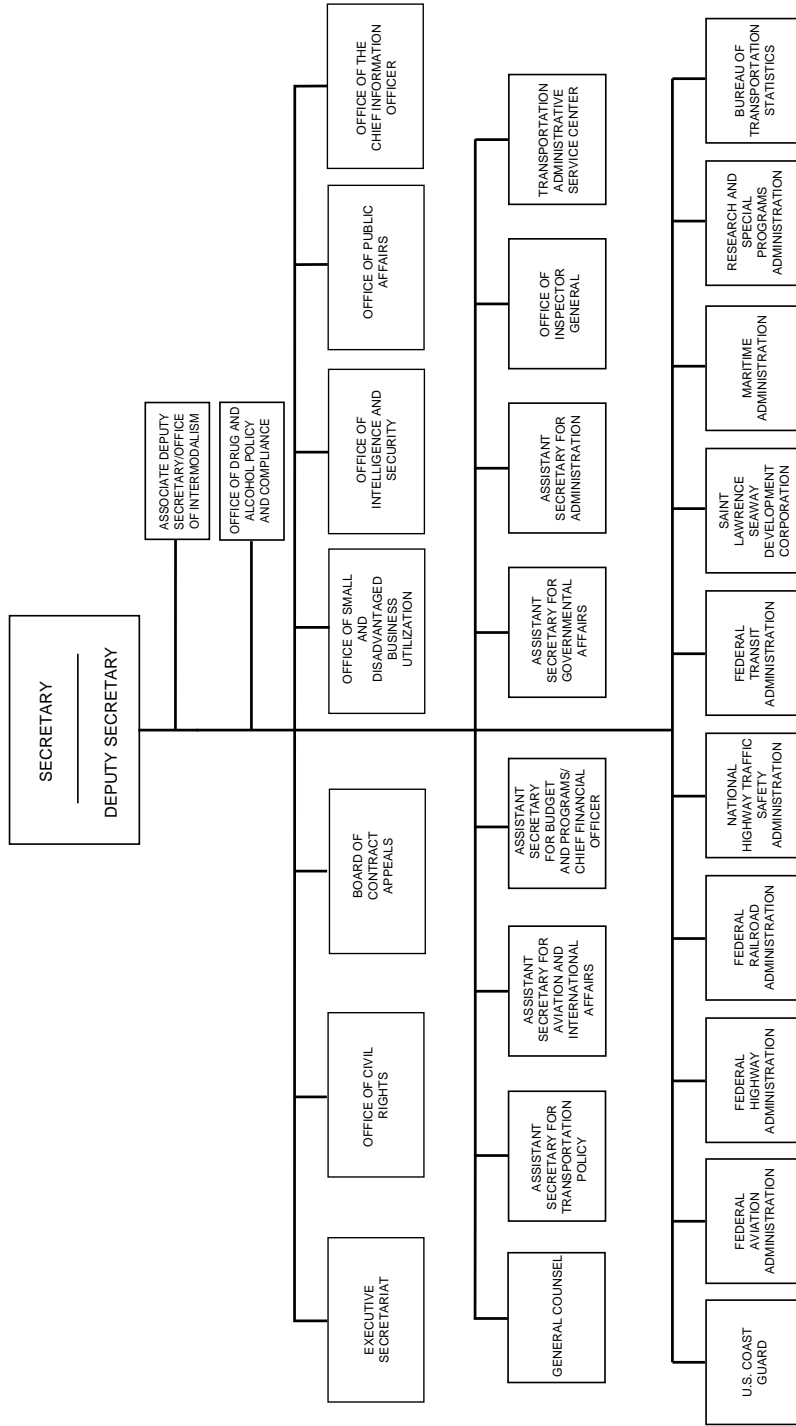 SECRETARY
DEPUTY SECRETARY
ASSOCIATE DEPUTY
SECRETARY/OFFICE
OF INTERMODALISM
OFFICE OF DRUG AND
ALCOHOL POLICY
AND COMPLIANCE
EXECUTIVE
SECRETARIAT
OFFICE OF CIVIL
RIGHTS
BOARD OF
CONTRACT
APPEALS
OFFICE OF SMALL
AND
DISADVANTAGED
BUSINESS
UTILIZATION
OFFICE OF
INTELLIGENCE AND
SECURITY
OFFICE OF PUBLIC
AFFAIRS
OFFICE OF THE
CHIEF INFORMATION
OFFICER
GENERAL COUNSEL
ASSISTANT
SECRETARY FOR
TRANSPORTATION
POLICY
ASSISTANT
SECRETARY FOR
AVIATION AND
INTERNATIONAL
AFFAIRS
ASSISTANT
SECRETARY
FOR BUDGET
AND PROGRAMS/
CHIEF FINANCIAL
OFFICER
ASSISTANT
SECRETARY FOR
GOVERNMENTAL
AFFAIRS
ASSISTANT
SECRETARY FOR
ADMINISTRATION
OFFICE OF
INSPECTOR
GENERAL
TRANSPORTATION
ADMINISTRATIVE
SERVICE CENTER
U.S. COAST
GUARD
FEDERAL
AVIATION
ADMINISTRATION
FEDERAL
HIGHWAY
ADMINISTRATION
FEDERAL
RAILROAD
ADMINISTRATION
NATIONAL
HIGHWAY TRAFFIC
SAFETY
ADMINISTRATION
FEDERAL
TRANSIT
ADMINISTRATION
SAINT
LAWRENCE
SEAWAY
DEVELOPMENT
CORPORATION
MARITIME
ADMINISTRATION
RESEARCH AND
SPECIAL
PROGRAMS
ADMINISTRATION
BUREAU OF
TRANSPORTATION
STATISTICS